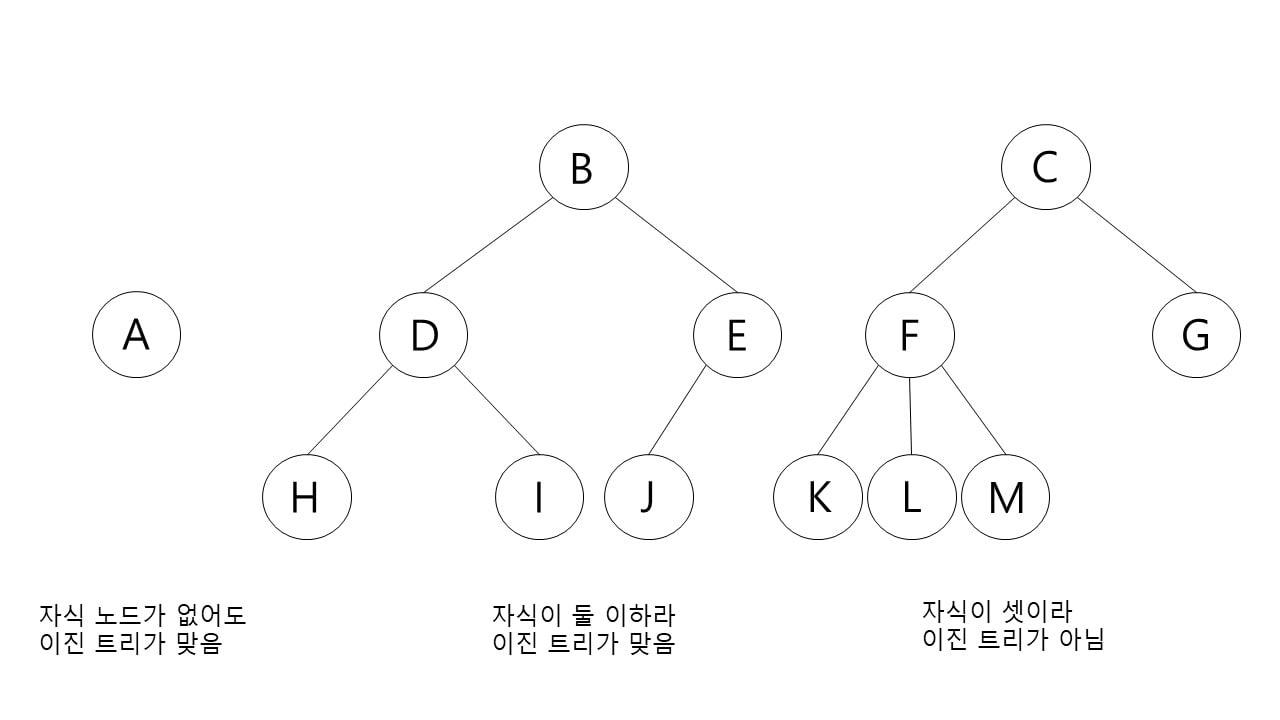 B
C
A
D
E
F
G
H
I
J
K
L
M
자식 노드가 없어도
이진 트리가 맞음
자식이 둘 이하라
이진 트리가 맞음
자식이 셋이라
이진 트리가 아님